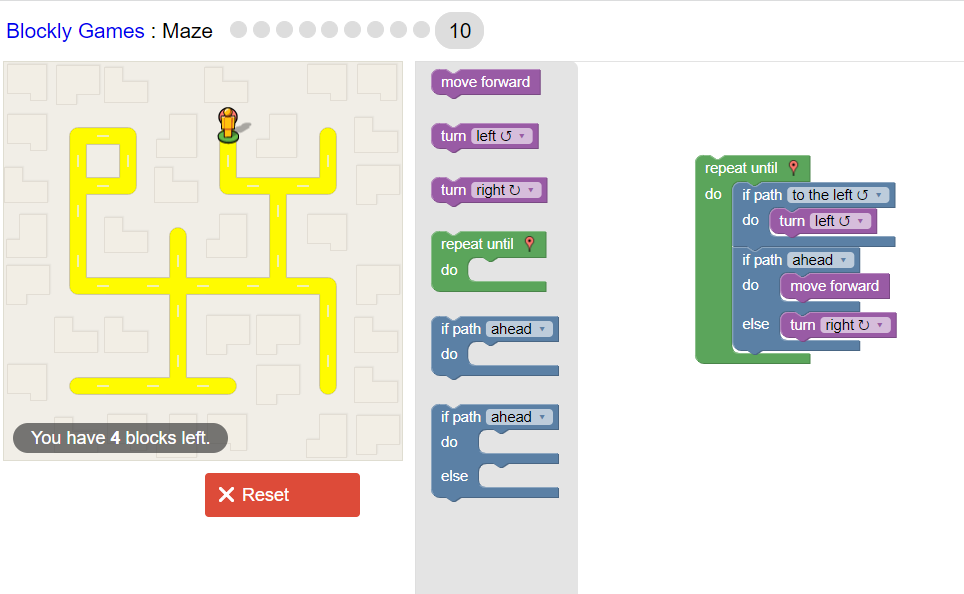 Blockly Games : Maze 10
You have 4 blocks left.
Reset
move forward
turn left ↺
turn right ↻
repeat until
do
if path ahead
do
if path ahead
do
else
repeat until
do
if path to the left ↺
do turn left ↺
if path ahead
do move forward
else turn right ↻